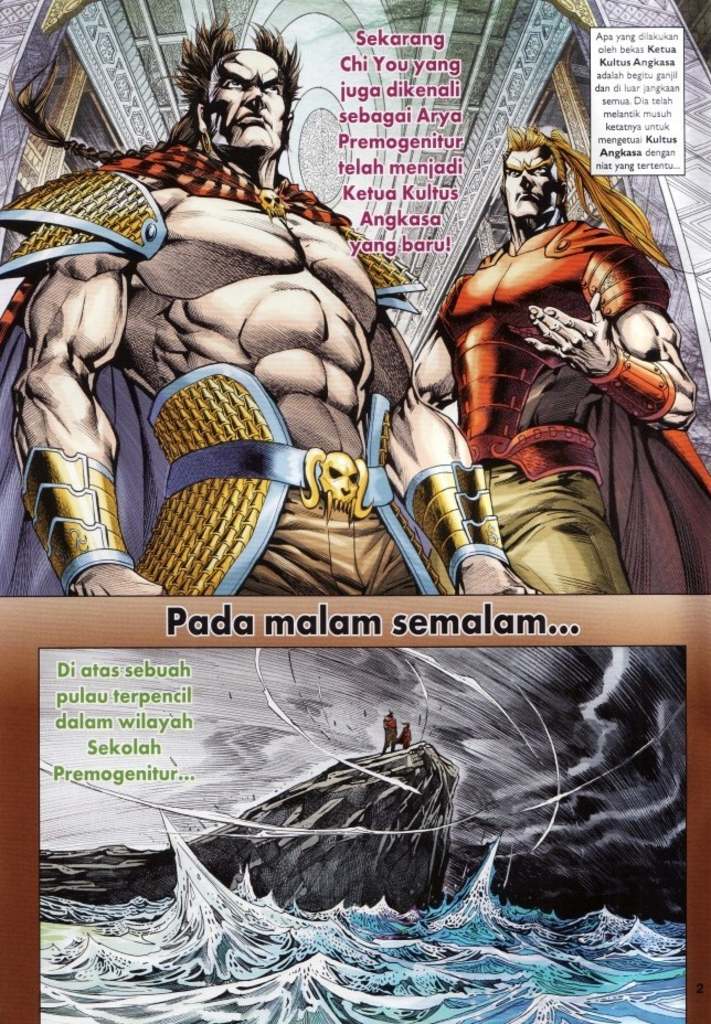 Sekarang
Chi You yang
juga dikenali
sebagai Arya
Premogenitur
telah menjadi
Ketua Kultus
Angkasa
yang baru!
Apa yang dilakukan
oleh bekas Ketua
Kultus Angkasa
adalah begitu ganjil
dan di luar jangkaan
semua. Dia telah
melantik musuh
ketatnya untuk
mengetuai Kultus
Angkasa dengan
niat yang tertentu...
Pada malam semalam...
Di atas sebuah
pulau terpencil
dalam wilayah
Sekolah
Premogenitur...
2